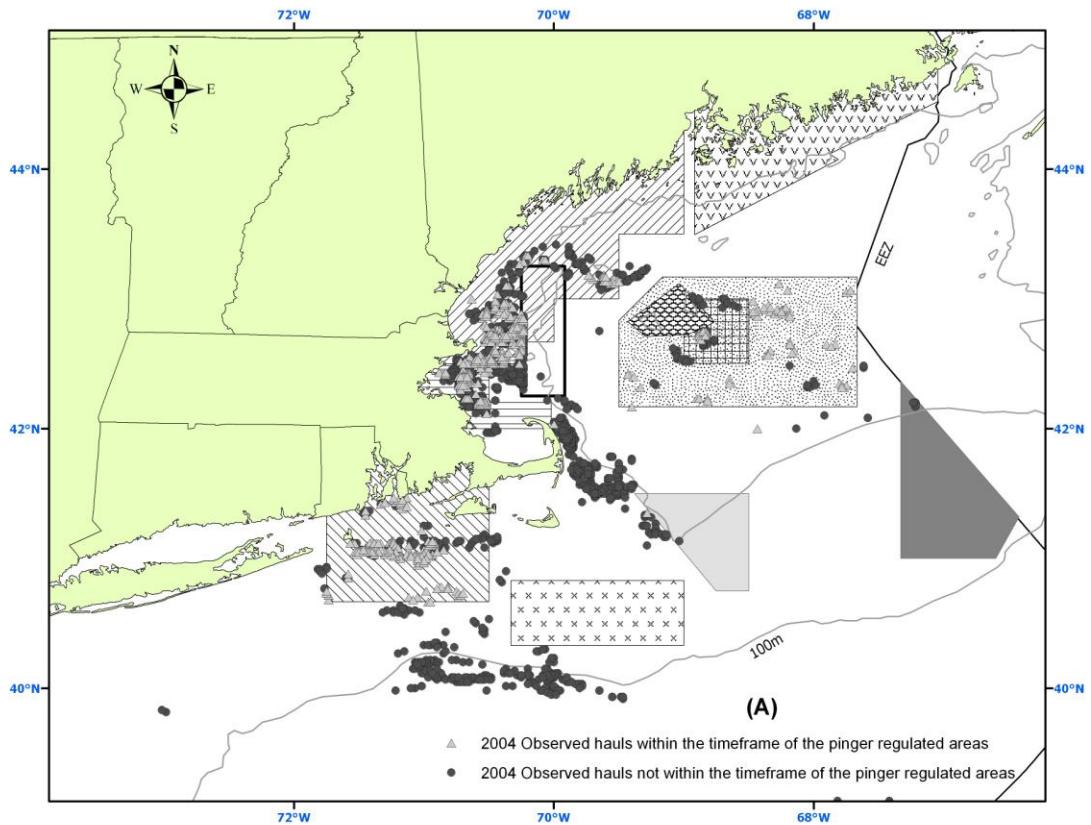 72°W 70°W 68°W
N
W E
S
44°N 44°N
EEZ
42°N 42°N
100m
40°N 40°N
(A)
2004 Observed hauls within the timeframe of the pinger regulated areas
2004 Observed hauls not within the timeframe of the pinger regulated areas
72°W 70°W 68°W